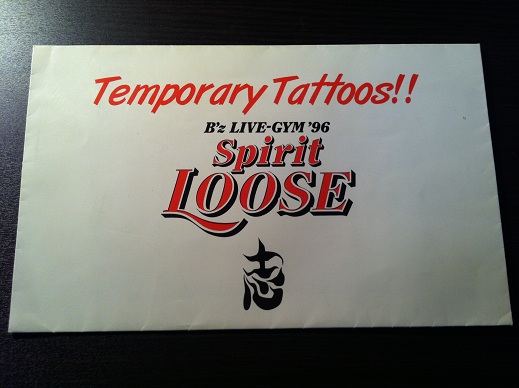 Temporary Tattoos!!
B'z LIVE-GYM '96
Spirit
LOOSE
志